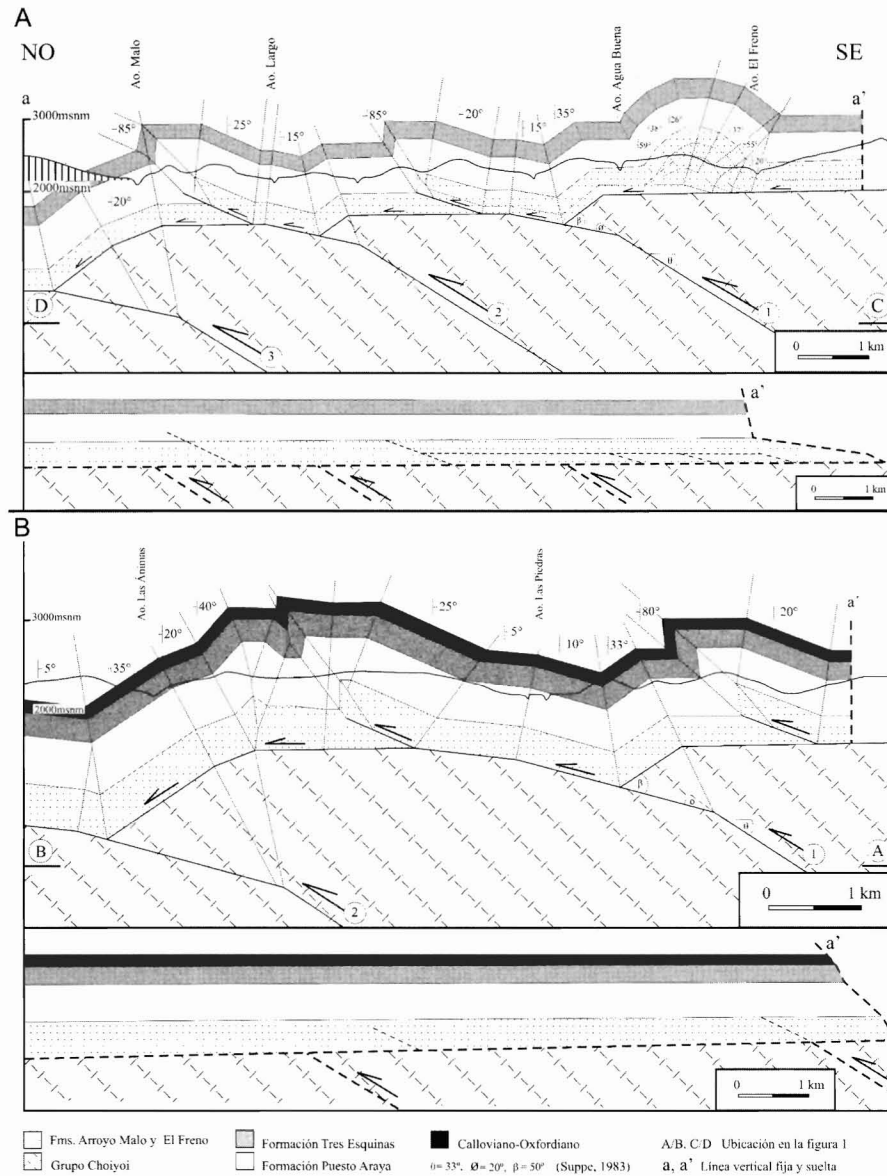 A
NO
SE
Ao. Malo
Ao. Largo
Ao. Agua Buena
Ao. El Freno
a
a'
3000msnm
85°
25°
15°
85°
20°
15°
35°
2000msnm
20°
β
ø
θ
D
C
3
2
1
0 1 km
a'
0 1 km
B
Ao. Las Ánimas
Ao. Las Piedras
3000msnm
5°
35°
20°
40°
25°
5°
10°
33°
80°
20°
a'
2000msnm
β
θ
B
A
2
1
0 1 km
a'
0 1 km
Fms. Arroyo Malo y El Freno
Formación Tres Esquinas
Calloviano-Oxfordiano
A/B. C/D Ubicación en la figura 1
Grupo Choiyoi
Formación Puesto Araya
θ= 33°. Ø= 20°, β= 50° (Suppe, 1983)
a, a' Línea vertical fija y suelta